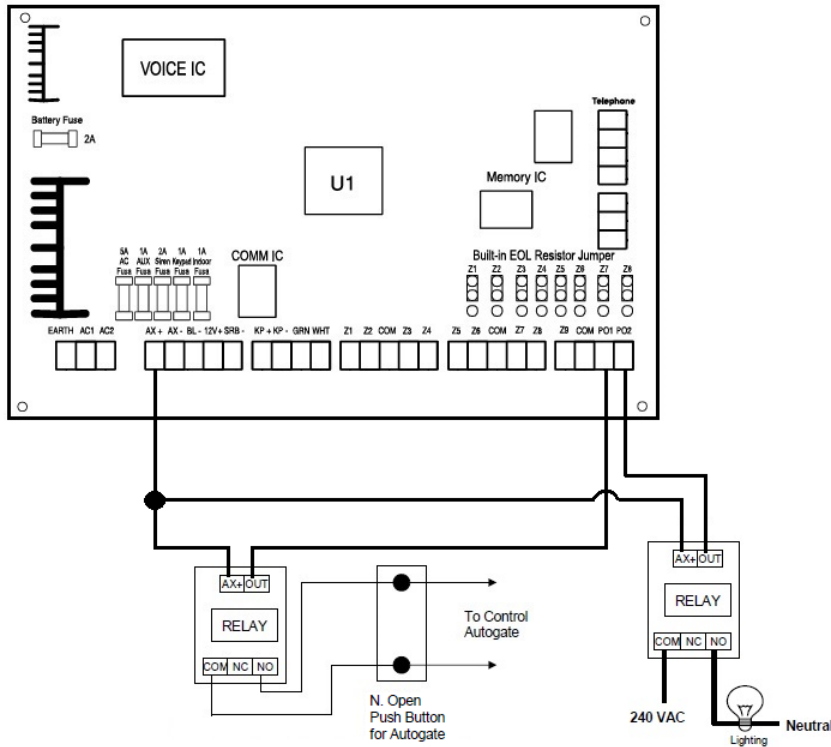 VOICE IC
Battery Fuse
2A
Telephone
U1
Memory IC
5A 1A 2A 1A 1A
AC AUX Siren Keypad Indoor
Fuse Fuse Fuse Fuse Fuse
COMM IC
Built-in EOL Resistor Jumper
Z1 Z2 Z3 Z4 Z5 Z6 Z7 Z8
EARTH AC1 AC2
AX + AX - BL - 12V+ SRB -
KP + KP - GRN WHT
Z1 Z2 COM Z3 Z4
Z5 Z6 COM Z7 Z8
Z9 COM PO1 PO2
AX+ OUT
RELAY
COM NC NO
To Control
Autogate
N. Open
Push Button
for Autogate
AX+ OUT
RELAY
COM NC NO
240 VAC
Lighting
Neutral